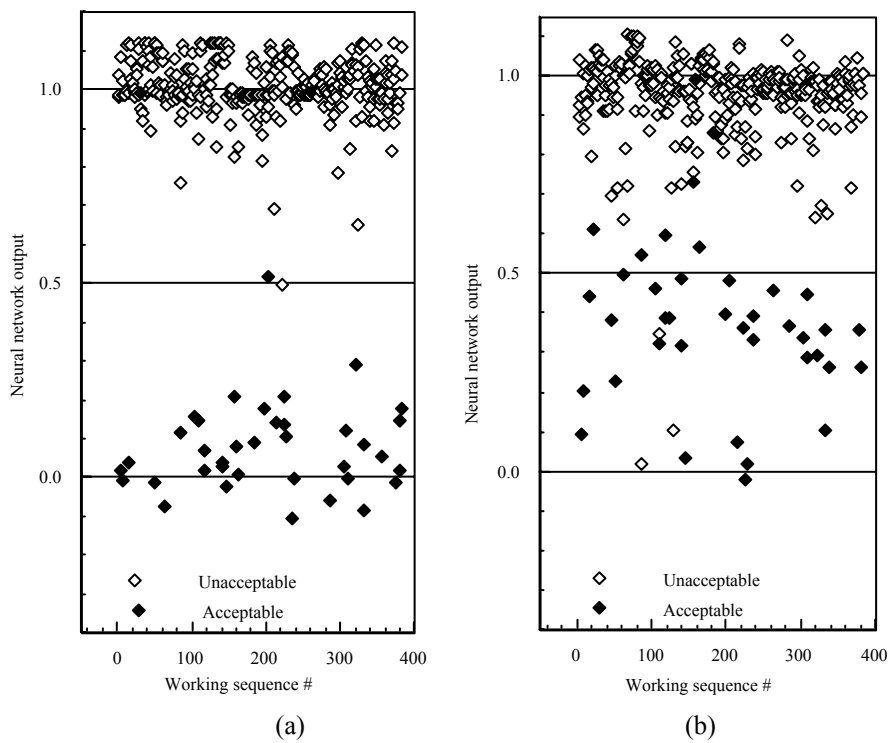 1.0
0.5
0.0
Neural network output
Unacceptable
Acceptable
0 100 200 300 400
Working sequence #
(a)
1.0
0.5
0.0
Neural network output
Unacceptable
Acceptable
0 100 200 300 400
Working sequence #
(b)